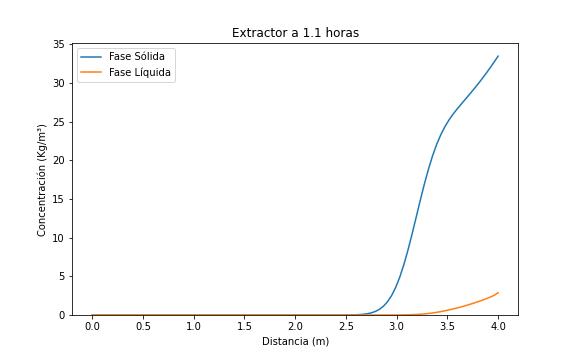 Extractor a 1.1 horas
Fase Sólida
Fase Líquida
Concentración (Kg/m³)
35
30
25
20
15
10
5
0
0.0 0.5 1.0 1.5 2.0 2.5 3.0 3.5 4.0
Distancia (m)